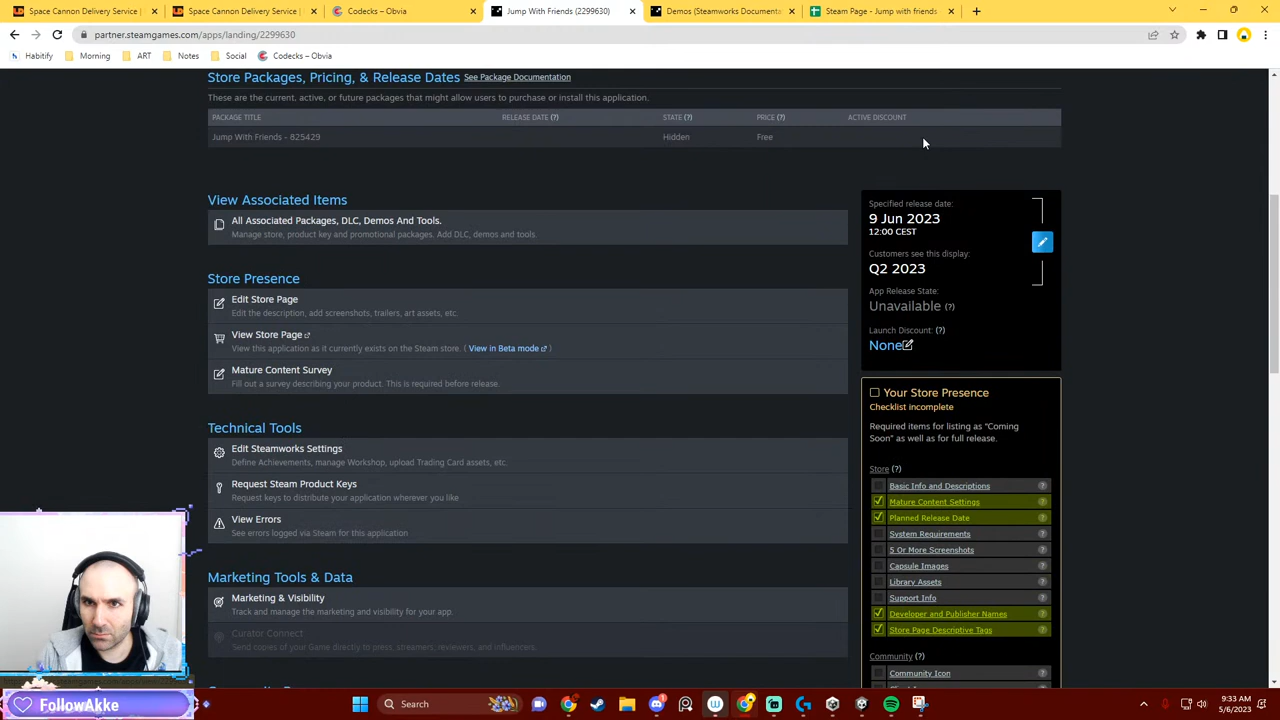 Space Cannon Delivery Service
Space Cannon Delivery Service
Codecks – Obvia
Jump With Friends (2299630)
Demos (Steamworks Documenta
Steam Page - Jump with friends
partner.steamgames.com/apps/landing/2299630
Habitify
Morning
ART
Notes
Social
Codecks – Obvia
Store Packages, Pricing, & Release Dates See Package Documentation
These are the current, active, or future packages that might allow users to purchase or install this application.
PACKAGE TITLE RELEASE DATE (?) STATE (?) PRICE (?) ACTIVE DISCOUNT
Jump With Friends - 825429 Hidden Free
View Associated Items
All Associated Packages, DLC, Demos And Tools.
Manage store, product key and promotional packages. Add DLC, demos and tools.
Store Presence
Edit Store Page
Edit the description, add screenshots, trailers, art assets, etc.
View Store Page
View this application as it currently exists on the Steam store. ( View in Beta mode )
Mature Content Survey
Fill out a survey describing your product. This is required before release.
Technical Tools
Edit Steamworks Settings
Define Achievements, manage Workshop, upload Trading Card assets, etc.
Request Steam Product Keys
Request keys to distribute your application wherever you like
View Errors
See errors logged via Steam for this application
Marketing Tools & Data
Marketing & Visibility
Track and manage the marketing and visibility for your app.
Curator Connect
Send copies of your Game directly to press, streamers, reviewers, and influencers.
Specified release date:
9 Jun 2023
12:00 CEST
Customers see this display:
Q2 2023
App Release State:
Unavailable (?)
Launch Discount: (?)
None
Your Store Presence
Checklist incomplete
Required items for listing as "Coming
Soon" as well as for full release.
Store (?)
Basic Info and Descriptions ?
Mature Content Settings ?
Planned Release Date ?
System Requirements ?
5 Or More Screenshots ?
Capsule Images ?
Library Assets ?
Support Info ?
Developer and Publisher Names ?
Store Page Descriptive Tags ?
Community (?)
Community Icon ?
FollowAkke
Search
9:33 AM
5/6/2023